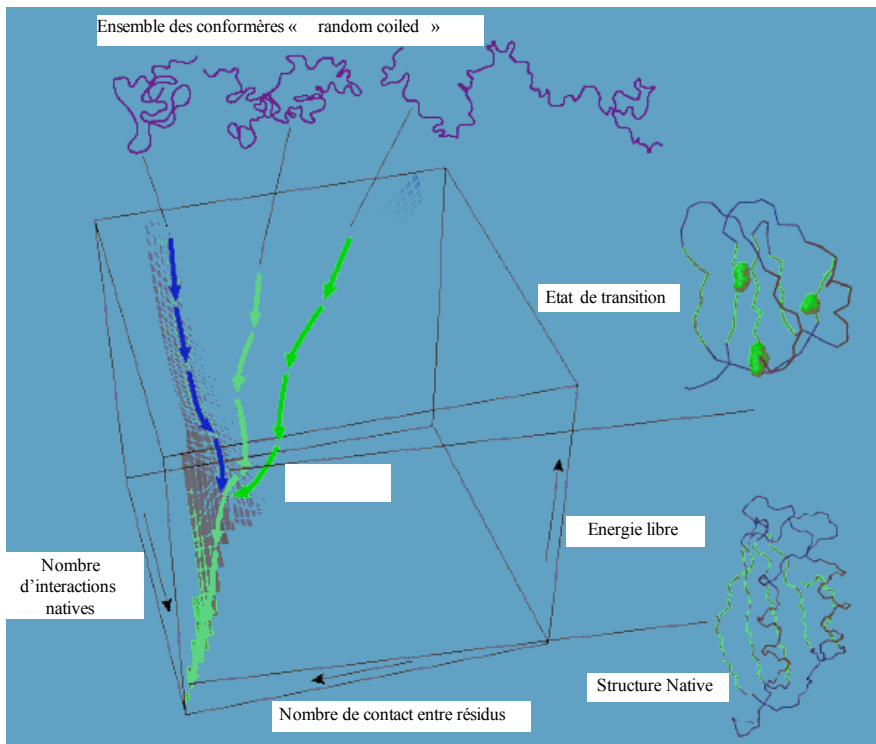 Ensemble des conformères « random coiled »
Etat de transition
Energie libre
Nombre
d'interactions
natives
Structure Native
Nombre de contact entre résidus